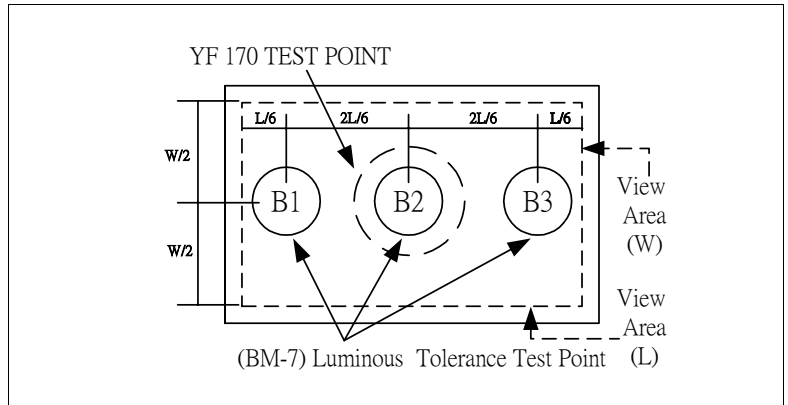 YF 170 TEST POINT
L/6 2L/6 2L/6 L/6
W/2
B1 B2 B3
View
Area
(W)
W/2
View
Area
(L)
(BM-7) Luminous Tolerance Test Point